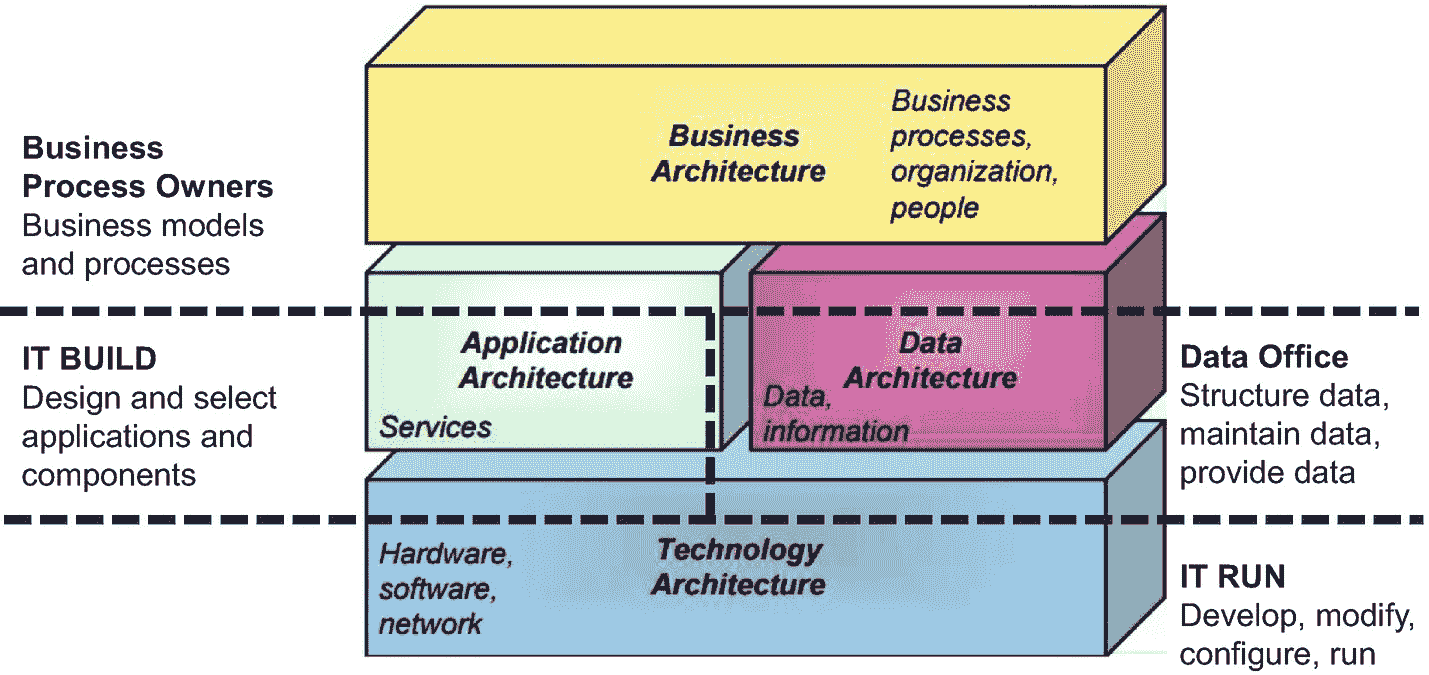 Business
Process Owners
Business models
and processes
Business
Architecture
Business
processes,
organization,
people
IT BUILD
Design and select
applications and
components
Application
Architecture
Services
Data
Architecture
Data,
information
Data Office
Structure data,
maintain data,
provide data
Hardware,
software,
network
Technology
Architecture
IT RUN
Develop, modify,
configure, run